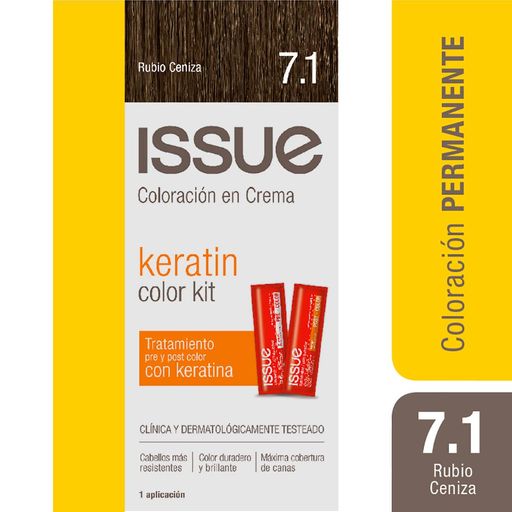 Rubio Ceniza 7.1
ISSUE
Coloración en Crema
keratin
color kit
Tratamiento
pre y post color
con keratina
ISSUE
ISSUE
CLÍNICA Y DERMATOLÓGICAMENTE TESTEADO
Cabellos más
resistentes
Color duradero
y brillante
Máxima cobertura
de canas
1 aplicación
Coloración PERMANENTE
7.1
Rubio
Ceniza